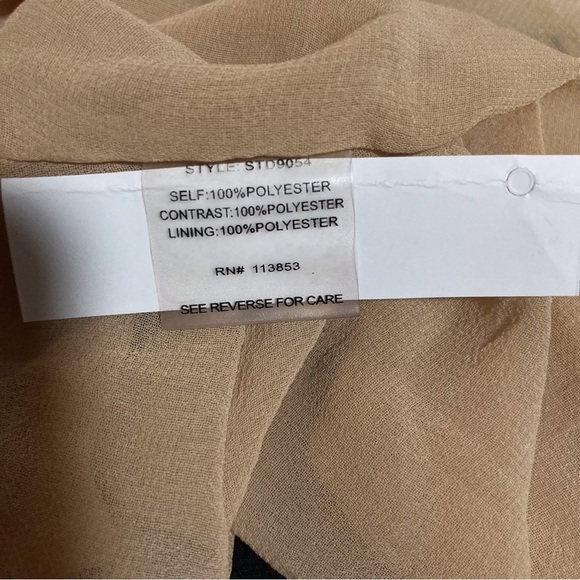 STYLE: STD9054
SELF:100%POLYESTER
CONTRAST:100%POLYESTER
LINING:100%POLYESTER
RN# 113853
SEE REVERSE FOR CARE